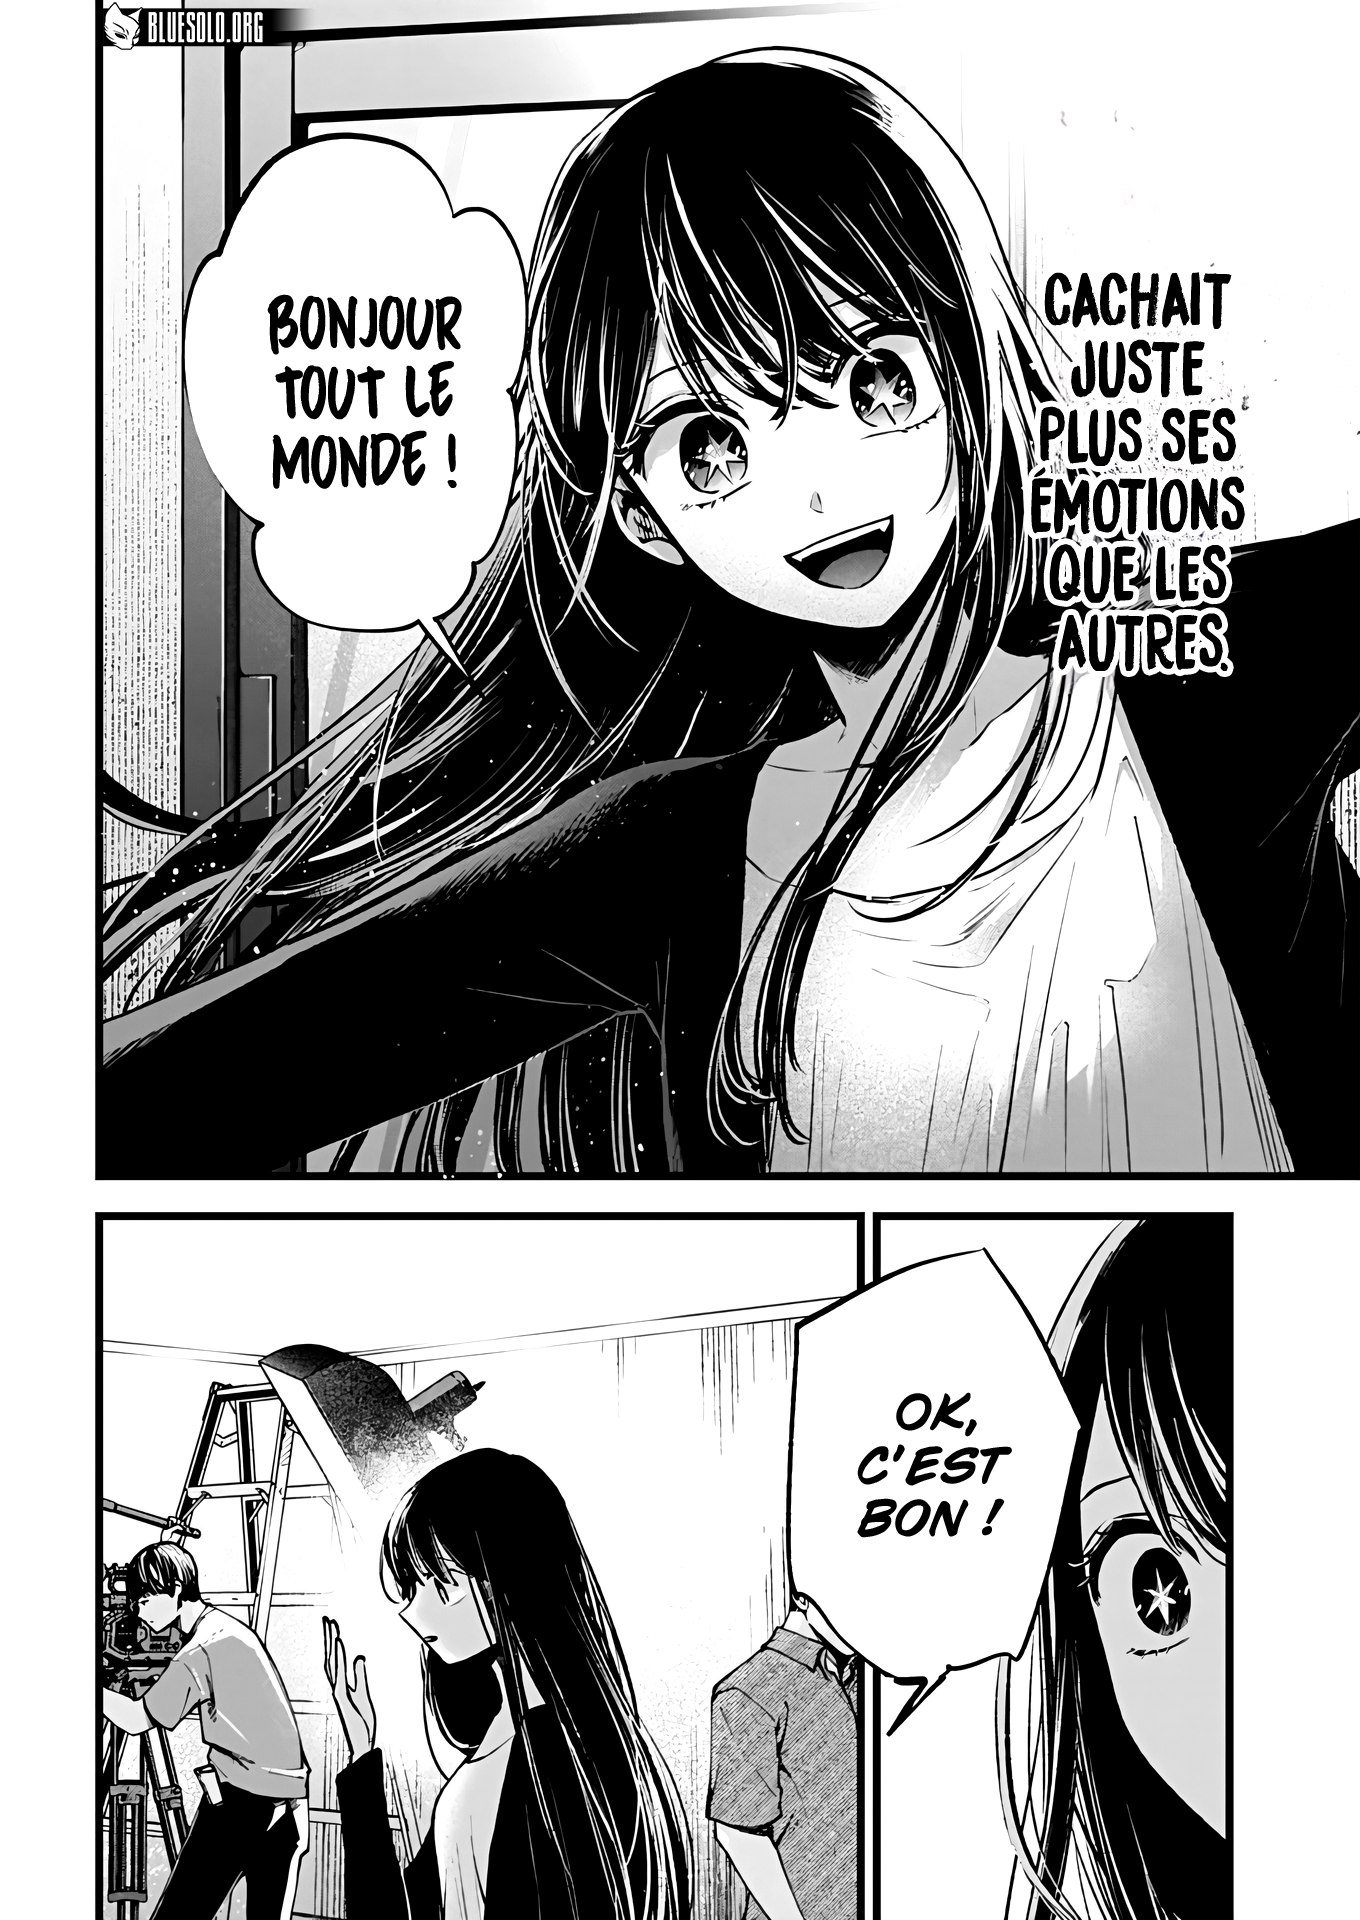 BLUESOLO.ORG
CACHAIT
JUSTE
PLUS SES
ÉMOTIONS
QUE LES
AUTRES.
BONJOUR
TOUT LE
MONDE !
OK,
C'EST
BON !